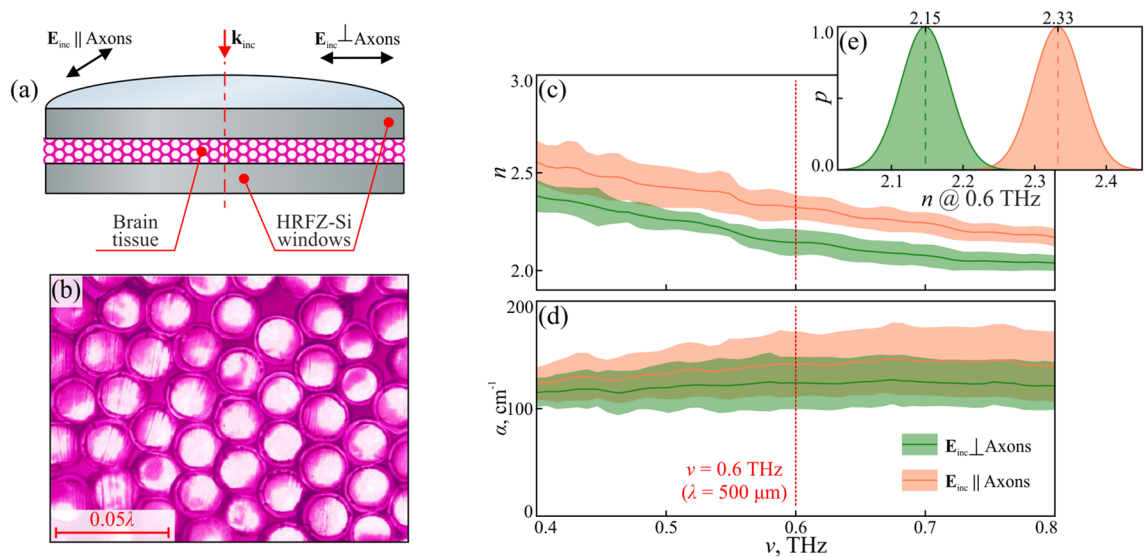 (a)
E_inc ∥ Axons
k_inc
E_inc ⊥ Axons
Brain
tissue
HRFZ-Si
windows
(b)
0.05λ
(c)
n
3.0
2.5
2.0
(e)
2.15
2.33
p
1.0
0.0
2.1
2.2
2.3
2.4
n @ 0.6 THz
(d)
α, cm⁻¹
200
100
0
ν = 0.6 THz
(λ = 500 μm)
E_inc ⊥ Axons
E_inc ∥ Axons
0.4
0.5
0.6
0.7
0.8
ν, THz